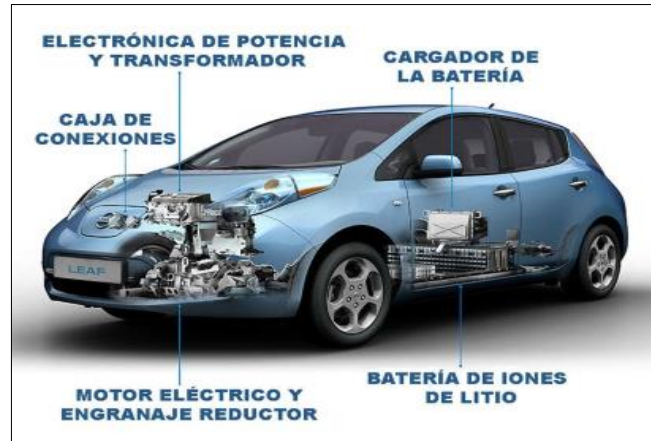 ELECTRÓNICA DE POTENCIA
Y TRANSFORMADOR
CARGADOR DE
LA BATERÍA
CAJA DE
CONEXIONES
LEAF
MOTOR ELÉCTRICO Y
ENGRANAJE REDUCTOR
BATERÍA DE IONES
DE LITIO